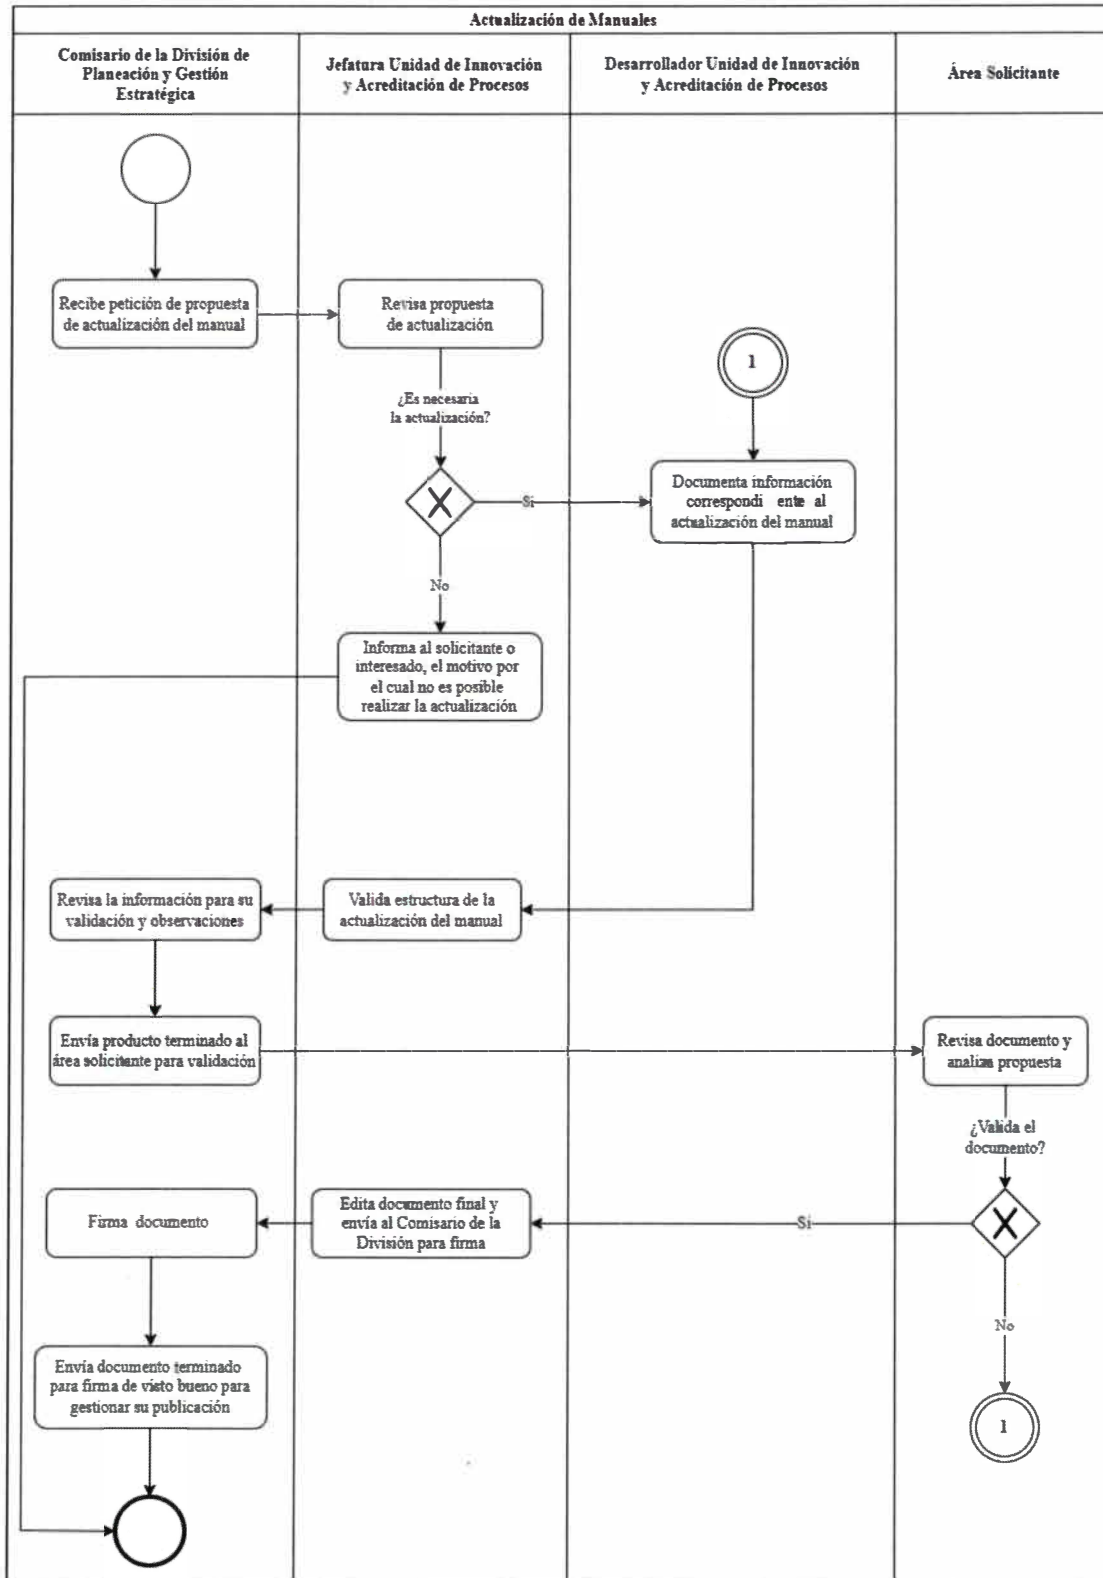 Actualización de Manuales
Comisario de la División de
Planeación y Gestión
Estratégica
Jefatura Unidad de Innovación
y Acreditación de Procesos
Desarrollador Unidad de Innovación
y Acreditación de Procesos
Área Solicitante
Recibe petición de propuesta
de actualización del manual
Revisa propuesta
de actualización
1
¿Es necesaria
la actualización?
Documenta información
correspondi ente al
actualización del manual
X
Si
No
Informa al solicitante o
interesado, el motivo por
el cual no es posible
realizar la actualización
Revisa la información para su
validación y observaciones
Valida estructura de la
actualización del manual
Envía producto terminado al
área solicitante para validación
Revisa documento y
analiza propuesta
¿Valida el
documento?
Firma documento
Edita documento final y
envía al Comisario de la
División para firma
Sí
X
No
Envía documento terminado
para firma de visto bueno para
gestionar su publicación
1